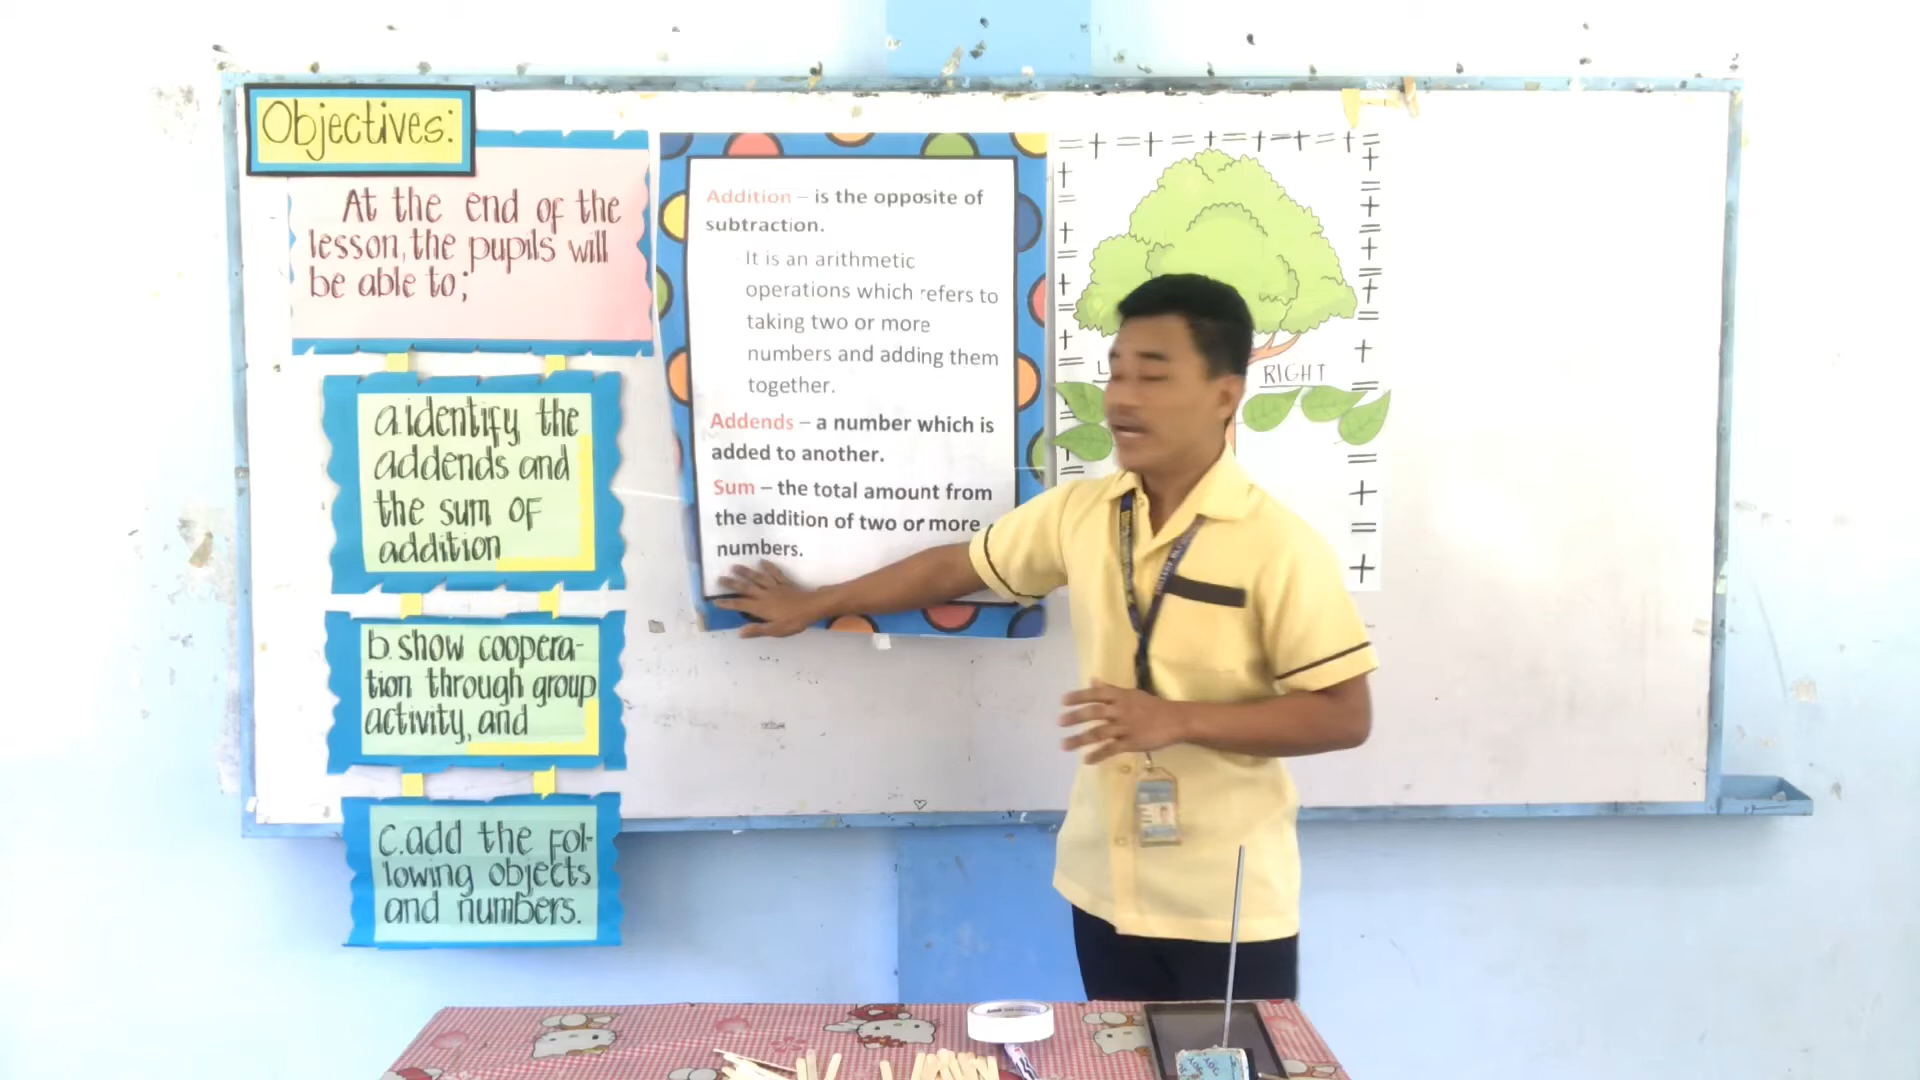 Objectives:
At the end of the
lesson, the pupils will
be able to;
a.identify the
addends and
the sum of
addition
b. show coopera-
tion through group
activity, and
c.add the fol-
lowing objects
and numbers.
Addition – is the opposite of
subtraction.
It is an arithmetic
operations which refers to
taking two or more
numbers and adding them
together.
Addends – a number which is
added to another.
Sum – the total amount from
the addition of two or more
numbers.
RIGHT